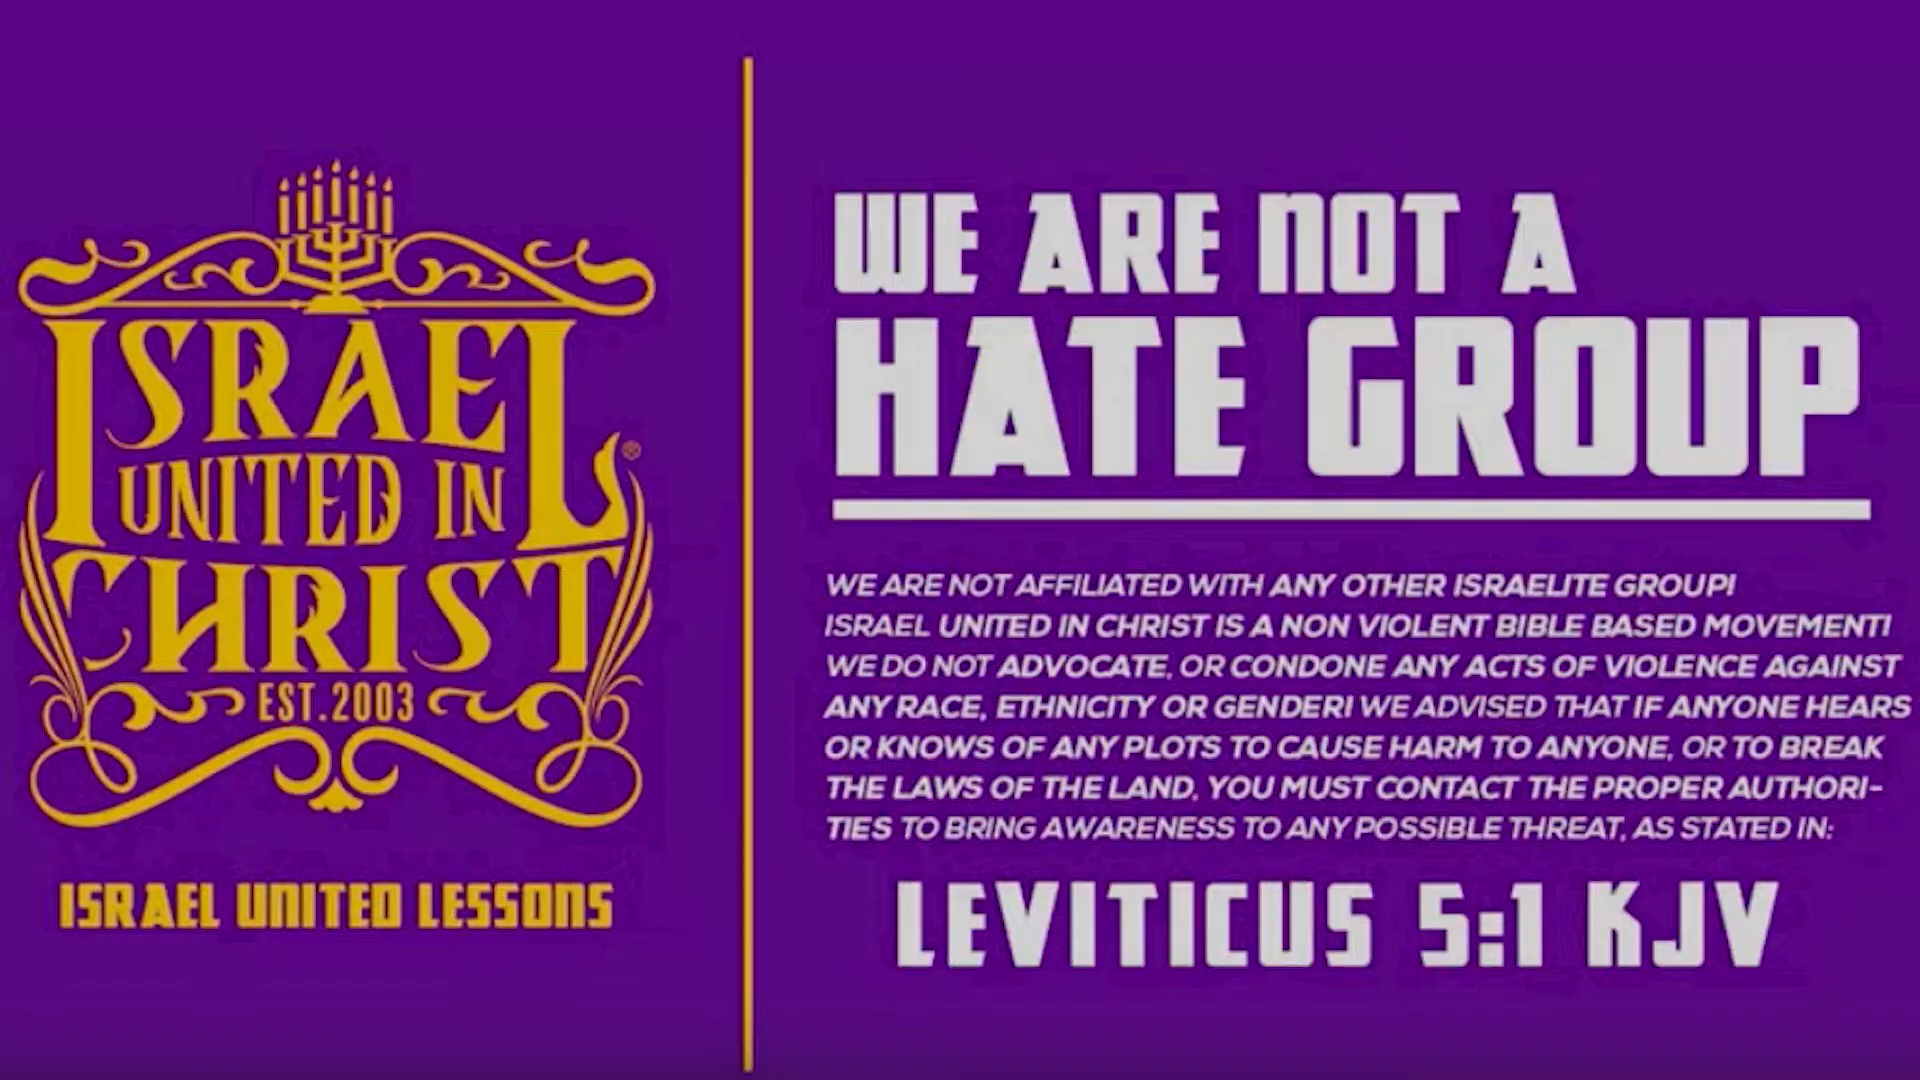 ISRAEL
UNITED IN
CHRIST
®
EST.2003
ISRAEL UNITED LESSONS
WE ARE NOT A
HATE GROUP
WE ARE NOT AFFILIATED WITH ANY OTHER ISRAELITE GROUP!
ISRAEL UNITED IN CHRIST IS A NON VIOLENT BIBLE BASED MOVEMENT!
WE DO NOT ADVOCATE, OR CONDONE ANY ACTS OF VIOLENCE AGAINST
ANY RACE, ETHNICITY OR GENDER! WE ADVISED THAT IF ANYONE HEARS
OR KNOWS OF ANY PLOTS TO CAUSE HARM TO ANYONE, OR TO BREAK
THE LAWS OF THE LAND, YOU MUST CONTACT THE PROPER AUTHORI-
TIES TO BRING AWARENESS TO ANY POSSIBLE THREAT, AS STATED IN:
LEVITICUS 5:1 KJV